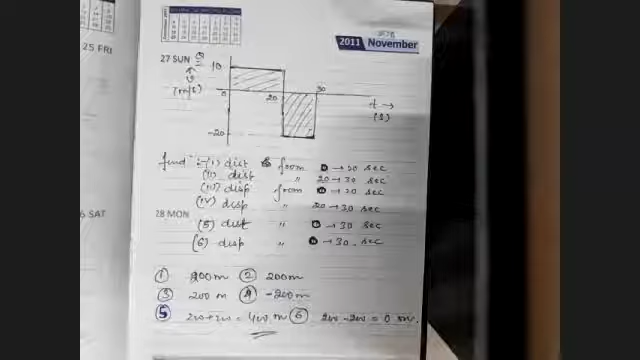 25 FRI
6 SAT
2011 November
27 SUN
10
v
(m/s)
0
20
30
t →
(s)
-20
find :- (i) dist from 0 → 20 sec
(ii) dist " 20 → 30 sec
(iii) disp from 0 → 20 sec
(iv) disp " 20 → 30 sec
28 MON
(5) dist " 0 → 30 sec
(6) disp " 0 → 30 sec
① 200m ② 200m
③ 200 m ④ -200m
⑤ 200+200 = 400 m ⑥ 200-200 = 0 m.